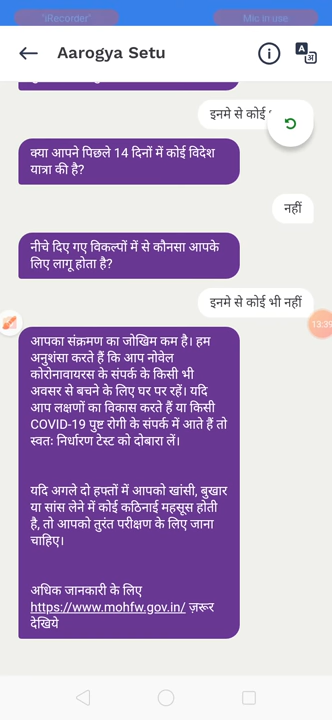 "iRecorder"
Mic in use
Aarogya Setu
इनमे से कोई
क्या आपने पिछले 14 दिनों में कोई विदेश
यात्रा की है?
नहीं
नीचे दिए गए विकल्पों में से कौनसा आपके
लिए लागू होता है?
इनमे से कोई भी नहीं
13:39
आपका संक्रमण का जोखिम कम है। हम
अनुशंसा करते हैं कि आप नोवेल
कोरोनावायरस के संपर्क के किसी भी
अवसर से बचने के लिए घर पर रहें। यदि
आप लक्षणों का विकास करते हैं या किसी
COVID-19 पुष्ट रोगी के संपर्क में आते हैं तो
स्वतः निर्धारण टेस्ट को दोबारा लें।
यदि अगले दो हफ्तों में आपको खांसी, बुखार
या सांस लेने में कोई कठिनाई महसूस होती
है, तो आपको तुरंत परीक्षण के लिए जाना
चाहिए।
अधिक जानकारी के लिए
https://www.mohfw.gov.in/ ज़रूर
देखिये